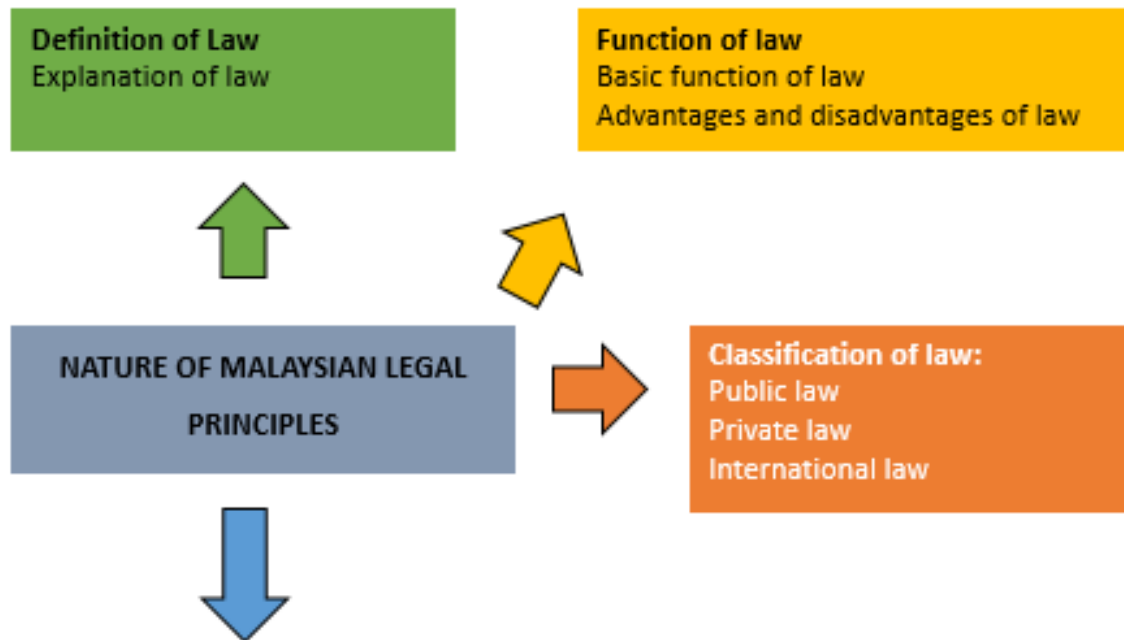 Definition of Law
Explanation of law
Function of law
Basic function of law
Advantages and disadvantages of law
NATURE OF MALAYSIAN LEGAL
PRINCIPLES
Classification of law:
Public law
Private law
International law